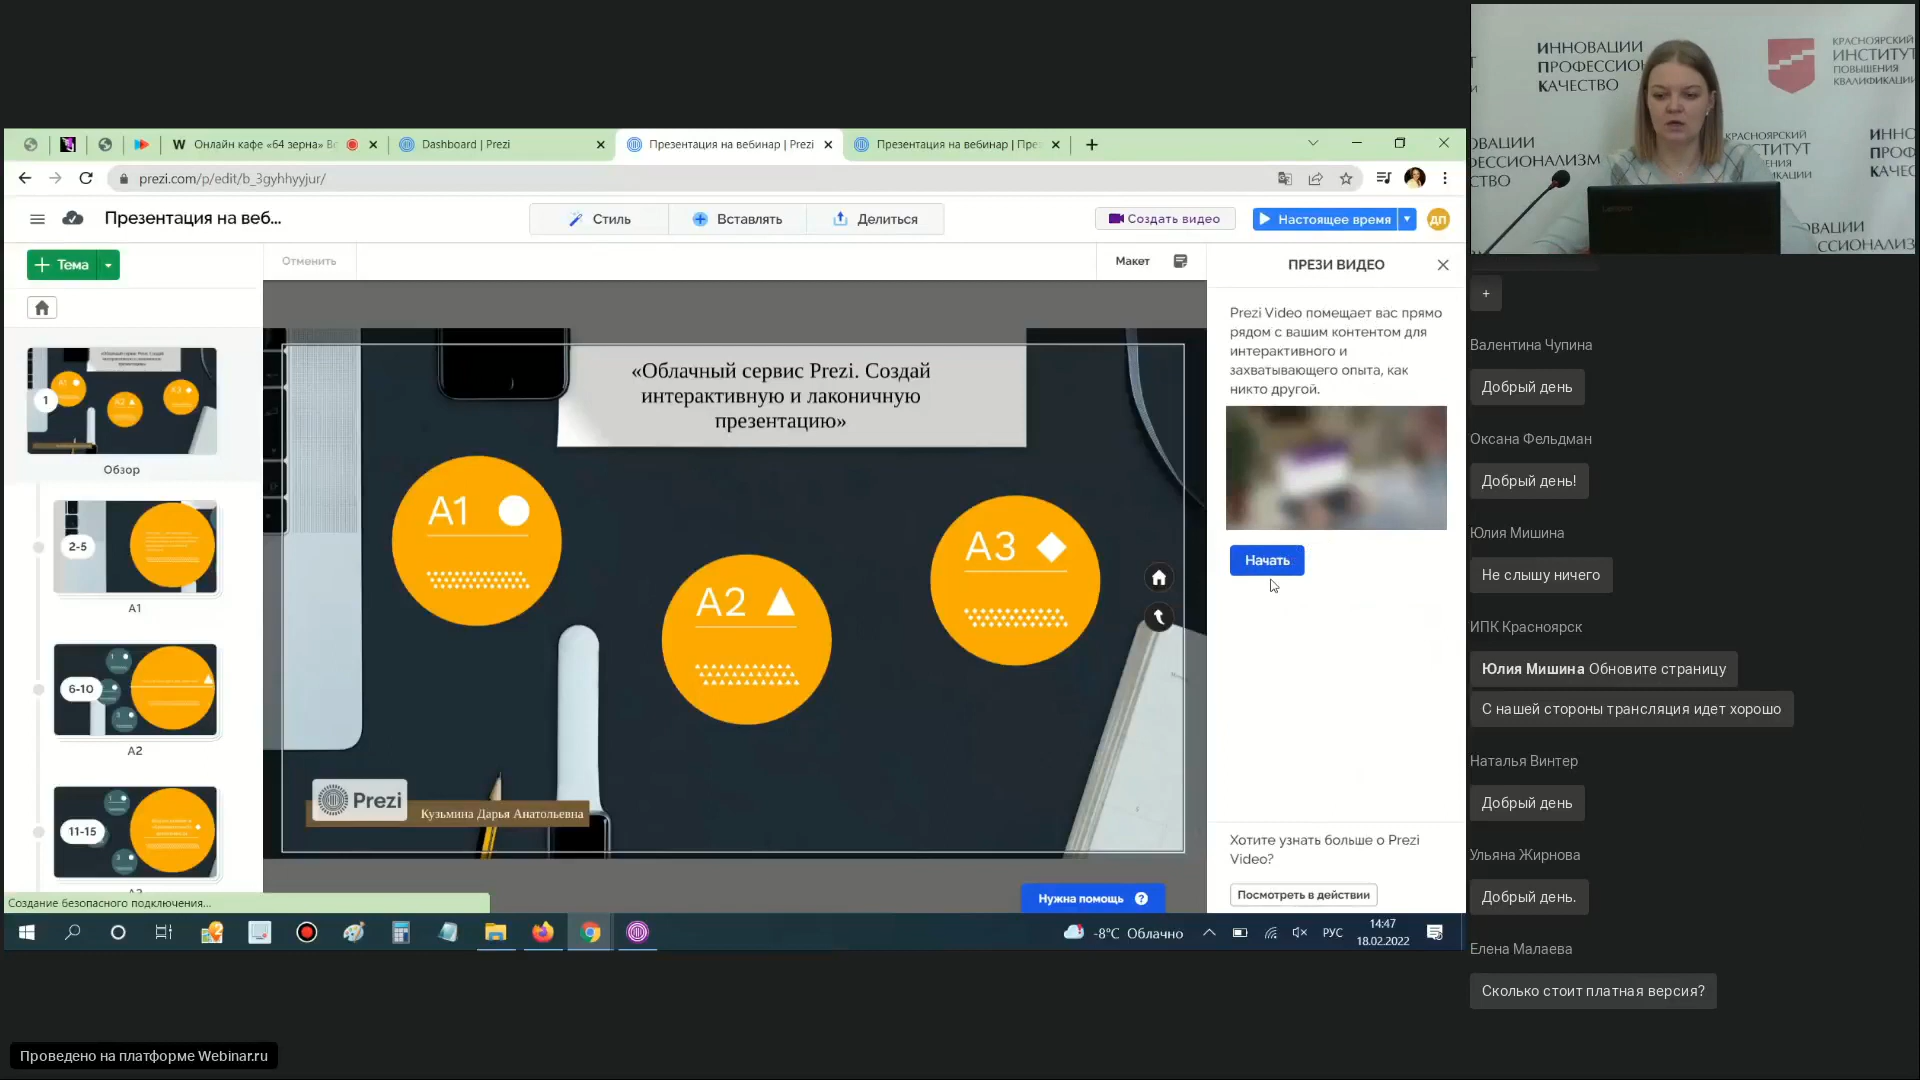 Онлайн кафе «64 зерна»
Dashboard | Prezi
Презентация на вебинар | Prezi
Презентация на вебинар | Пре
prezi.com/p/edit/b_3gyhhyyjur/
Презентация на веб...
Стиль
Вставлять
Делиться
Создать видео
Настоящее время
ДП
Тема
Отменить
Макет
ПРЕЗИ ВИДЕО
1
Обзор
2-5
A1
6-10
A2
11-15
«Облачный сервис Prezi. Создай
интерактивную и лаконичную
презентацию»
A1
A2
A3
Prezi
Кузьмина Дарья Анатольевна
Prezi Video помещает вас прямо
рядом с вашим контентом для
интерактивного и
захватывающего опыта, как
никто другой.
Начать
Хотите узнать больше о Prezi
Video?
Посмотреть в действии
Нужна помощь ?
Создание безопасного подключения...
-8°C Облачно
РУС
14:47
18.02.2022
ИННОВАЦИИ
ПРОФЕССИОН
КАЧЕСТВО
КРАСНОЯРСКИЙ
ИНСТИТУТ
ПОВЫШЕНИЯ
КВАЛИФИКАЦИИ
+
Валентина Чупина
Добрый день
Оксана Фельдман
Добрый день!
Юлия Мишина
Не слышу ничего
ИПК Красноярск
Юлия Мишина Обновите страницу
С нашей стороны трансляция идет хорошо
Наталья Винтер
Добрый день
Ульяна Жирнова
Добрый день.
Елена Малаева
Сколько стоит платная версия?
Проведено на платформе Webinar.ru